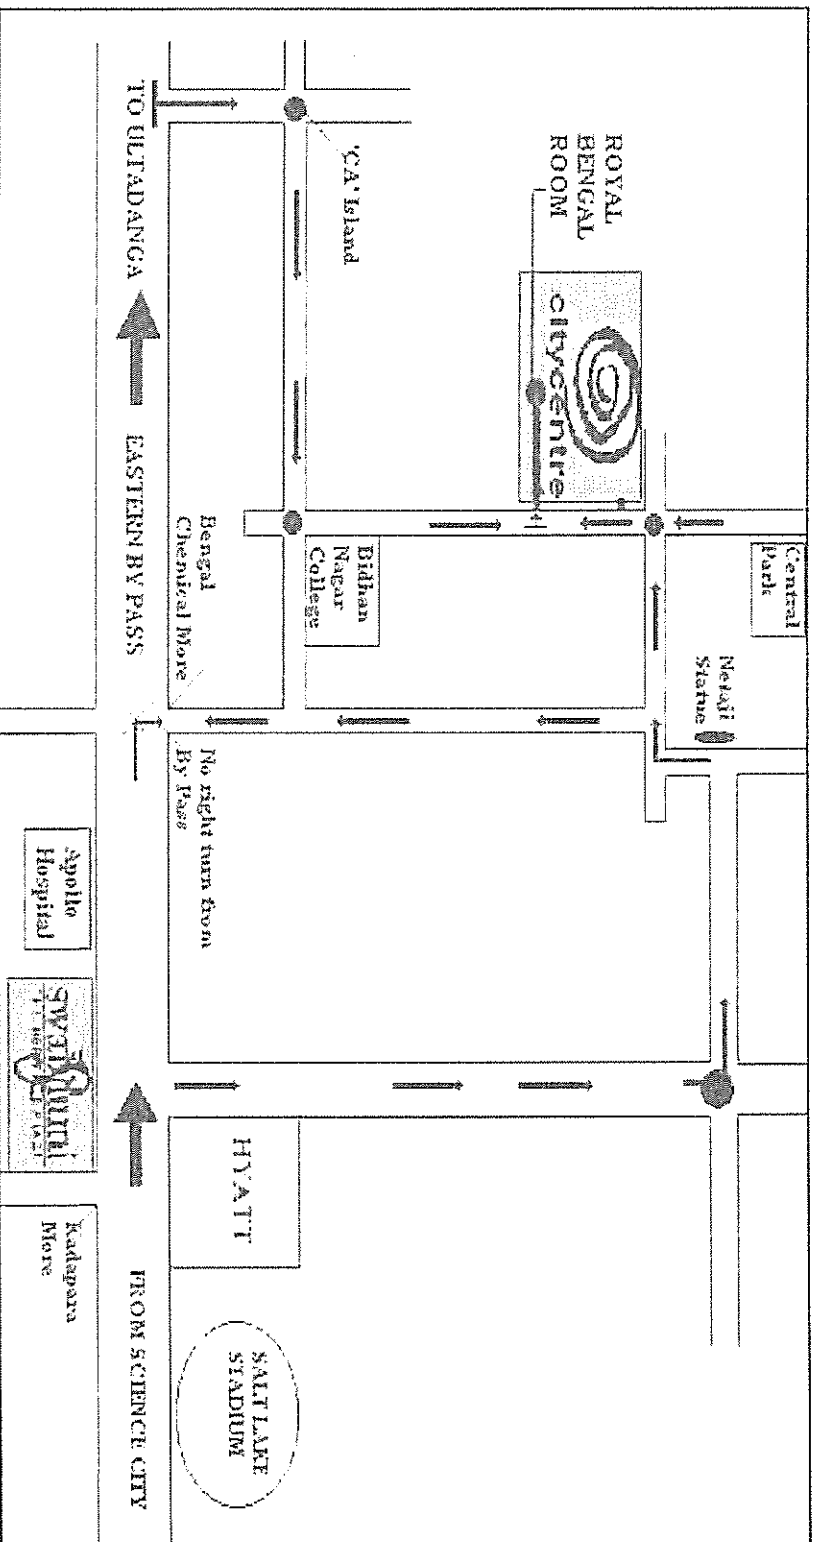 ROYAL
BENGAL
ROOM
citycentre
Central
Park
Netaji
Statue
'CA' Island
Bidhan
Nagar
College
Bengal
Chemical More
No right turn from
By Pass
HYATT
SALT LAKE
STADIUM
TO ULTADANGA
EASTERN BY PASS
FROM SCIENCE CITY
Apollo
Hospital
Kadapara
More